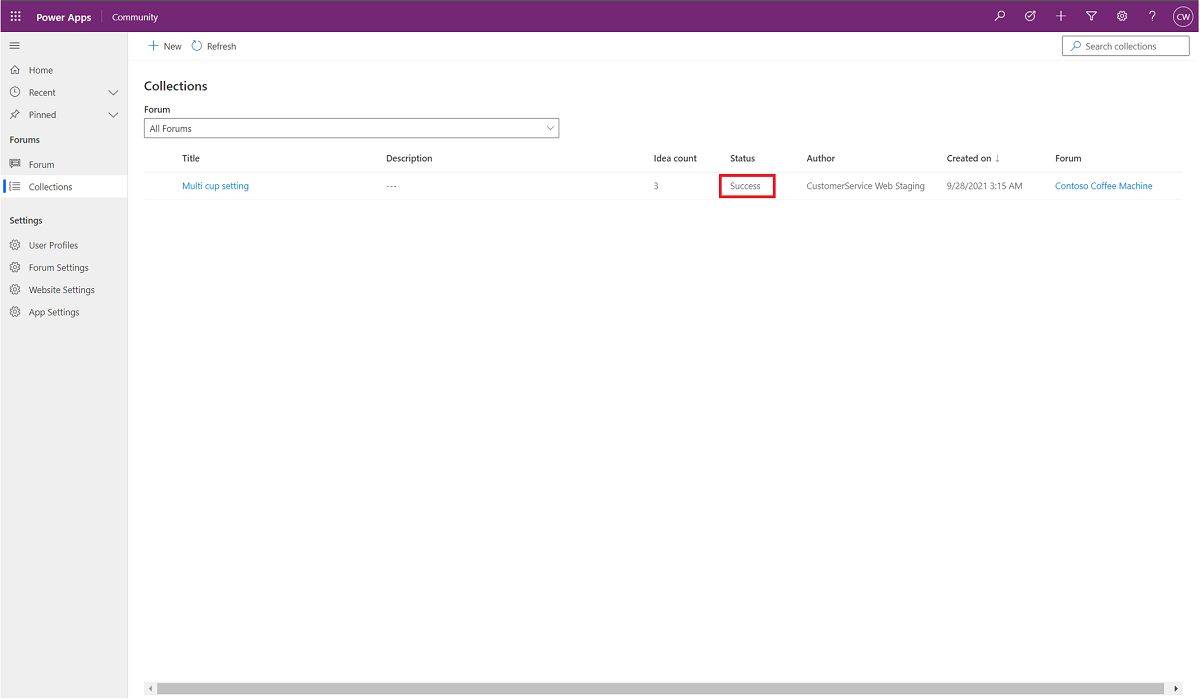 Power Apps Community ? CW
New Refresh Search collections
Home
Recent
Pinned
Forums
Forum
Collections
Settings
User Profiles
Forum Settings
Website Settings
App Settings
Collections
Forum
All Forums
Title Description Idea count Status Author Created on ↓ Forum
Multi cup setting --- 3 Success CustomerService Web Staging 9/28/2021 3:15 AM Contoso Coffee Machine